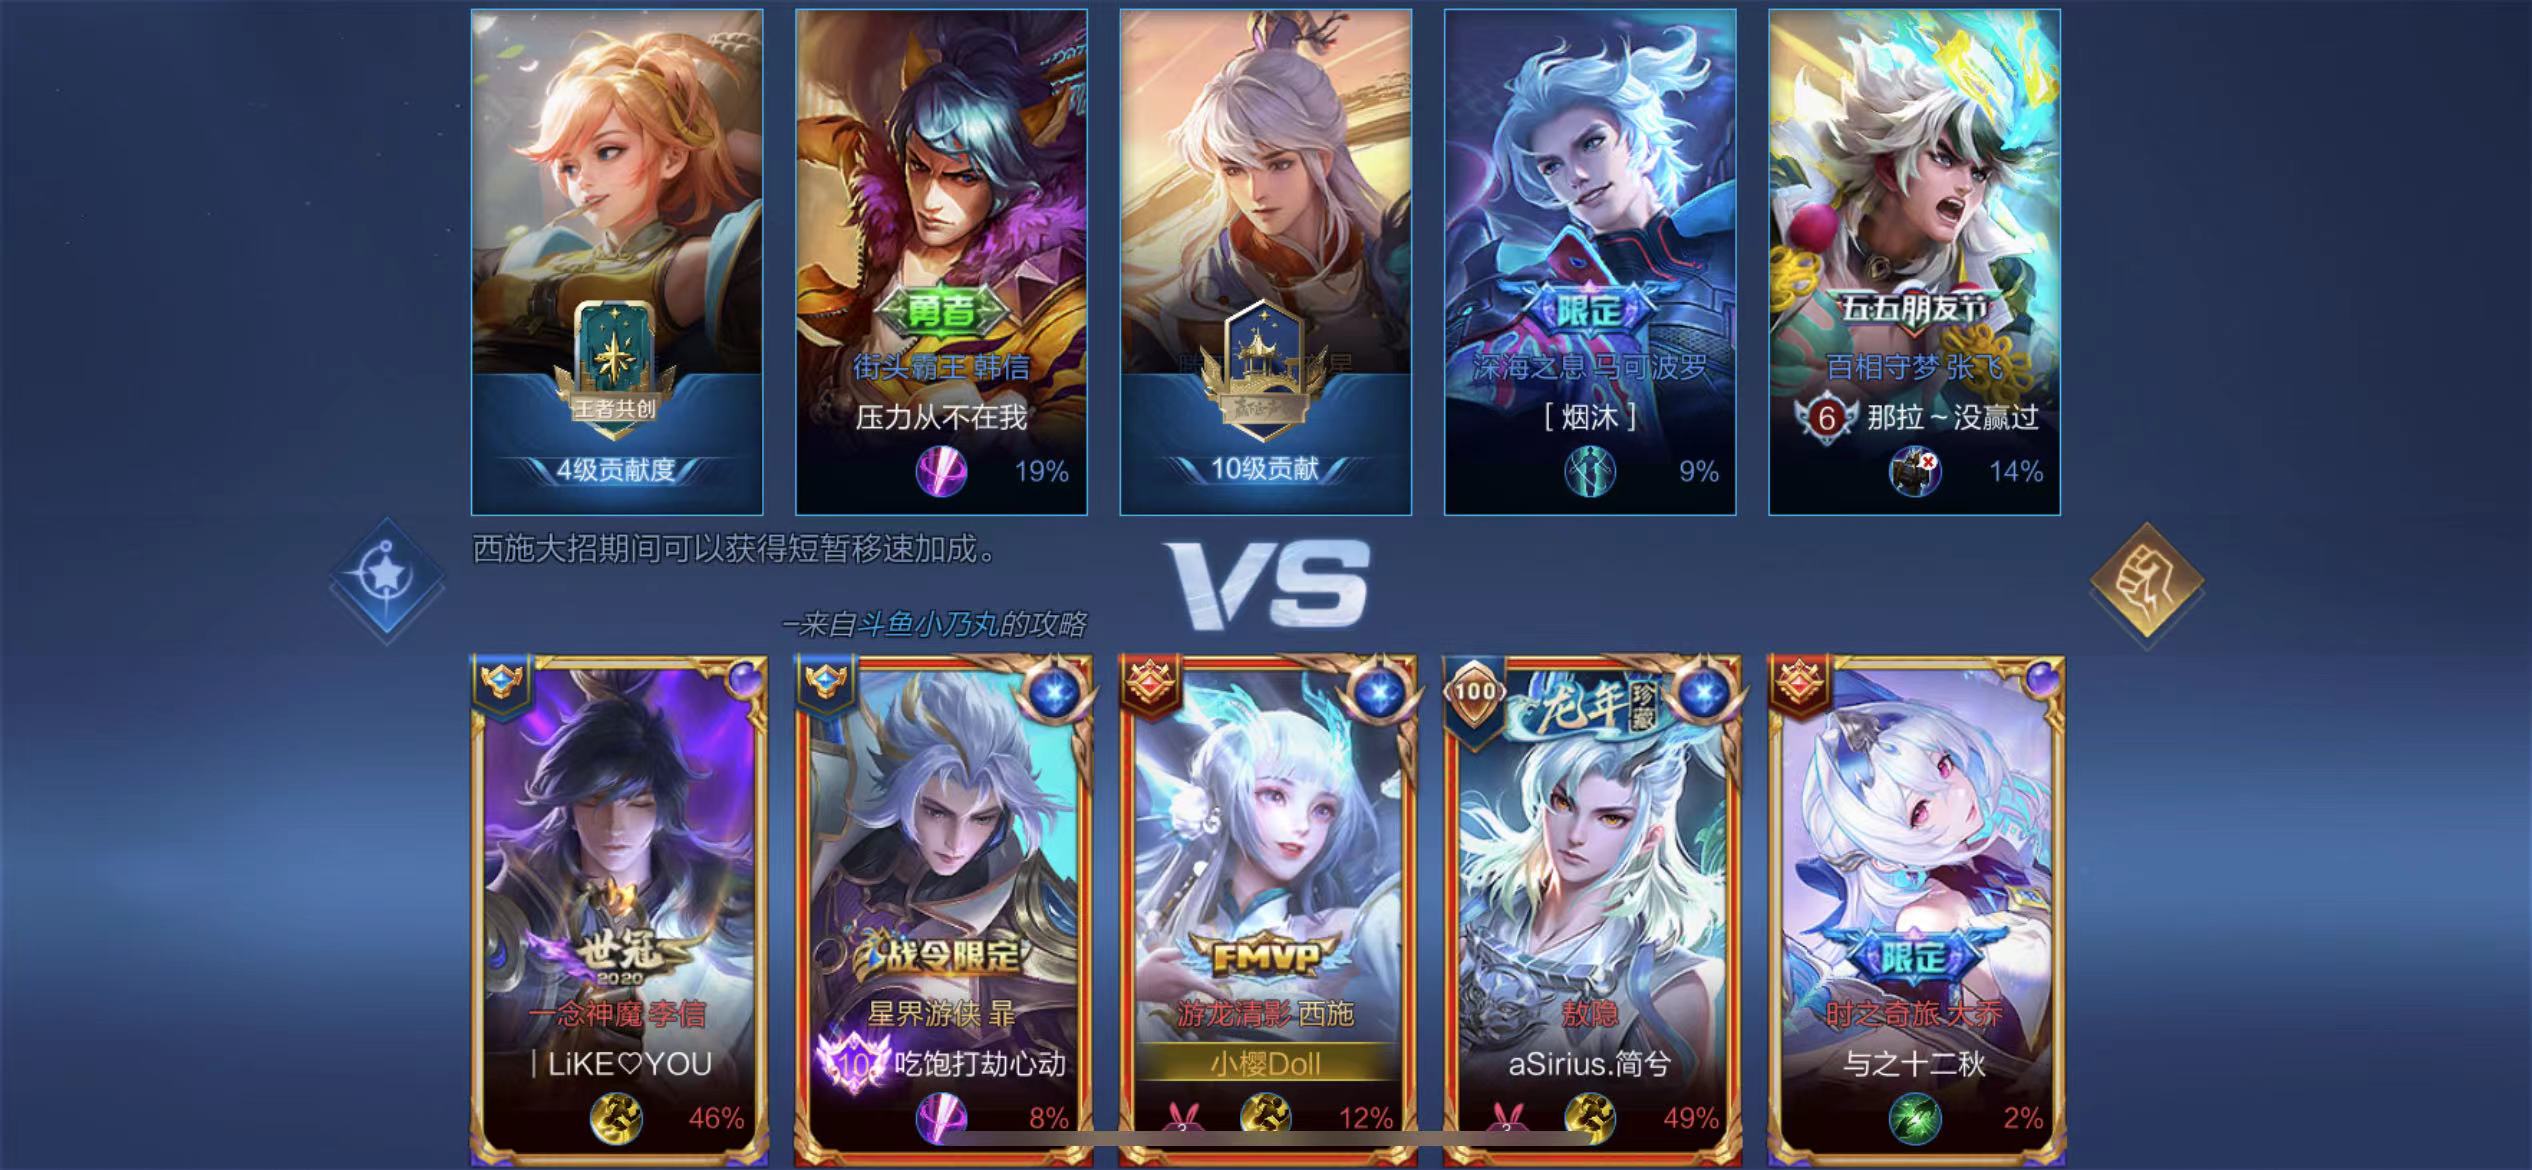 王者共创
4级贡献度
勇者
街头霸王 韩信
压力从不在我
19%
星
10级贡献
限定
深海之息 马可波罗
[ 烟沐 ]
9%
五五朋友节
百相守梦 张飞
6 那拉～没赢过
14%
西施大招期间可以获得短暂移速加成。
–来自斗鱼小乃丸的攻略
VS
世冠
2020
一念神魔 李信
｜LiKE♡YOU
46%
战令限定
星界游侠 暃
10 吃饱打劫心动
8%
FMVP
游龙清影 西施
小樱Doll
12%
100
龙年珍藏
敖隐
aSirius.简兮
49%
限定
时之奇旅 大乔
与之十二秋
2%